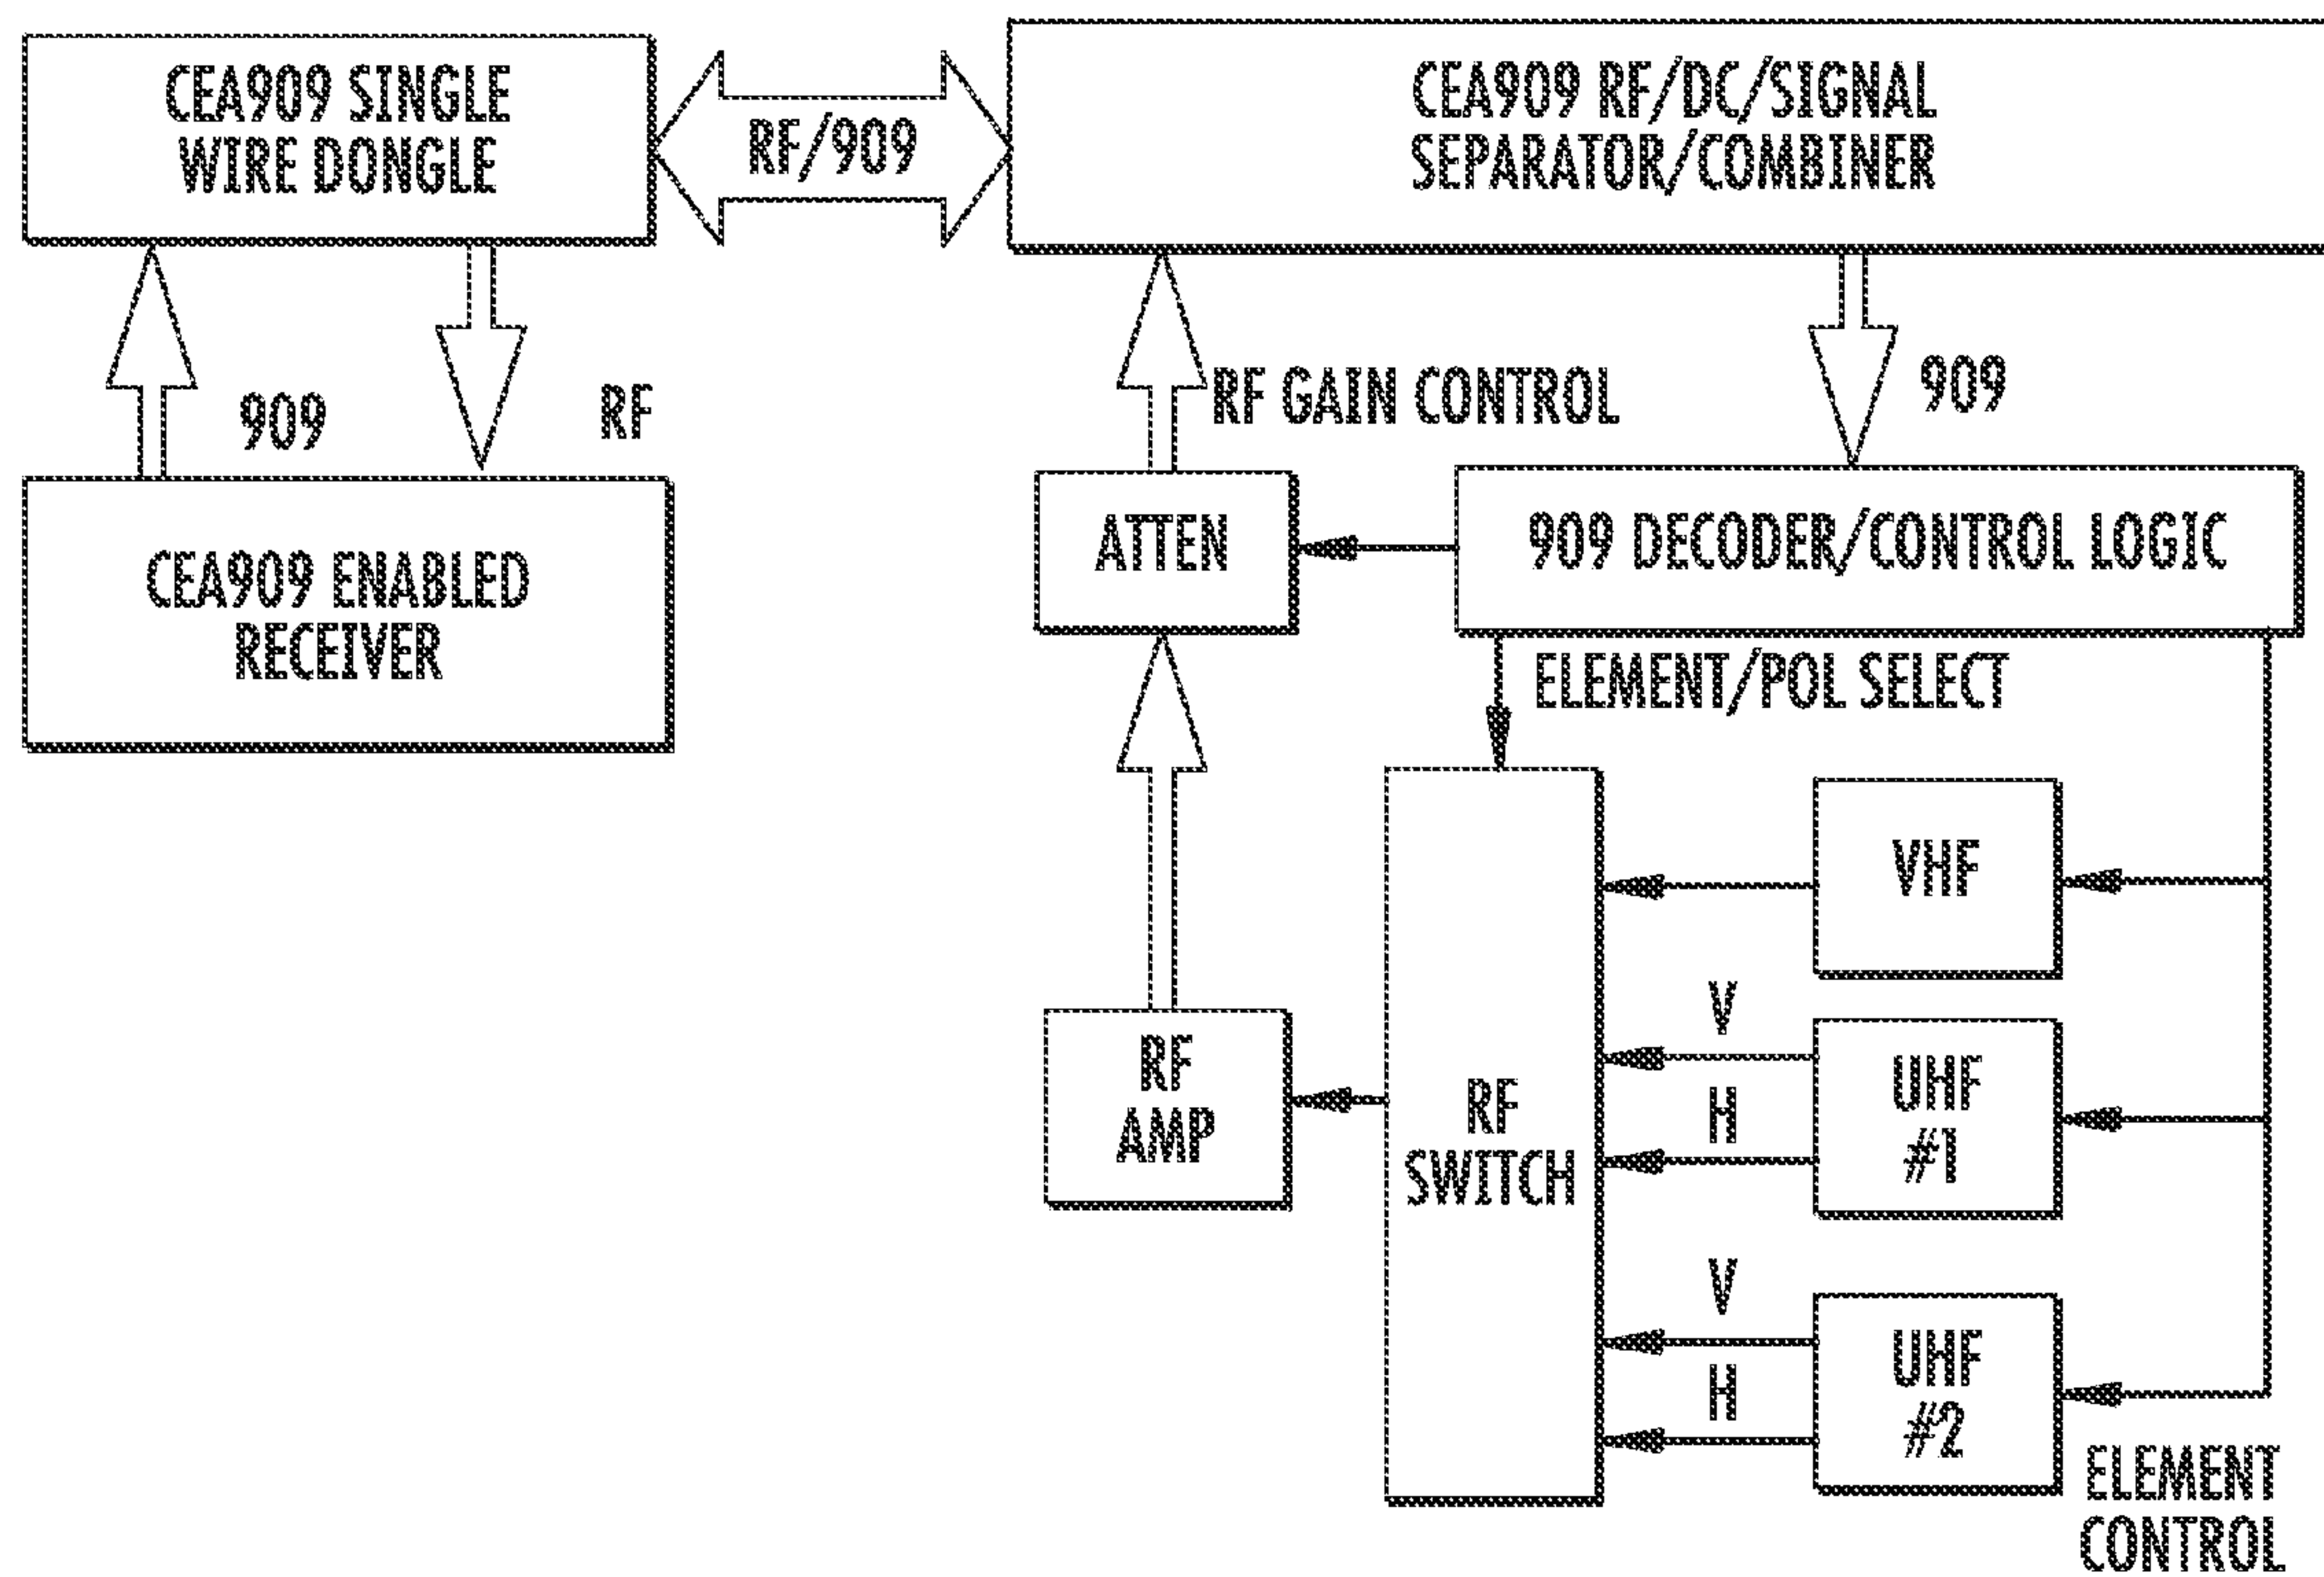 CEA909 SINGLE
WIRE DONGLE
RF/909
CEA909 RF/DC/SIGNAL
SEPARATOR/COMBINER
909
RF
RF GAIN CONTROL
909
CEA909 ENABLED
RECEIVER
ATTEN
909 DECODER/CONTROL LOGIC
ELEMENT/POL SELECT
VHF
RF
AMP
RF
SWITCH
V
H
UHF
#1
V
H
UHF
#2
ELEMENT
CONTROL